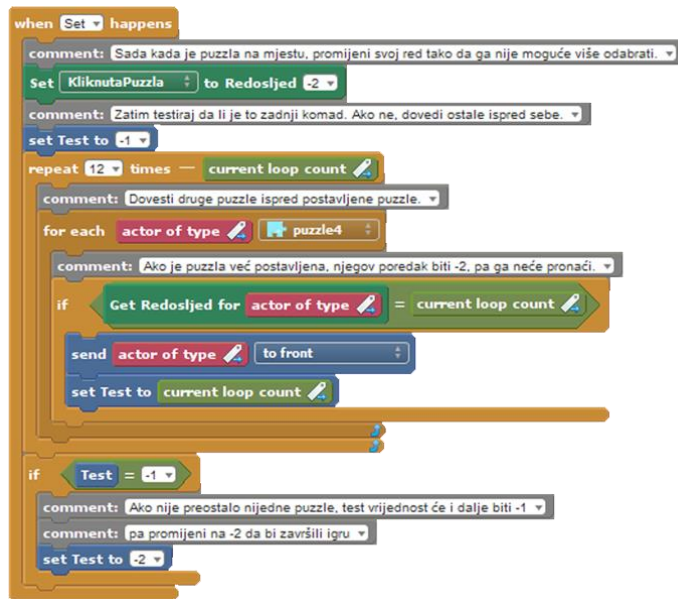 when Set happens
comment: Sada kada je puzzla na mjestu, promijeni svoj red tako da ga nije moguće više odabrati.
Set KliknutaPuzzla to Redosljed -2
comment: Zatim testiraj da li je to zadnji komad. Ako ne, dovedi ostale ispred sebe.
set Test to -1
repeat 12 times — current loop count
comment: Dovesti druge puzzle ispred postavljene puzzle.
for each actor of type puzzle4
comment: Ako je puzzla već postavljena, njegov poredak biti -2, pa ga neće pronaći.
if Get Redosljed for actor of type = current loop count
send actor of type to front
set Test to current loop count
if Test = -1
comment: Ako nije preostalo nijedne puzzle, test vrijednost će i dalje biti -1
comment: pa promijeni na -2 da bi završili igru
set Test to -2